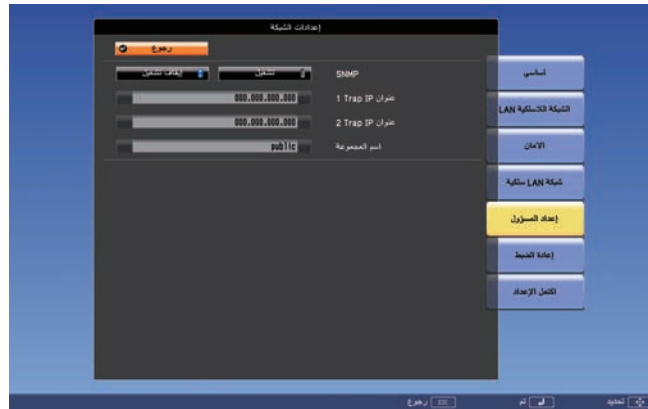 إعدادات الشبكة
رجوع
SNMP تشغيل إيقاف تشغيل
عنوان Trap IP 1 000.000.000.000
عنوان Trap IP 2 000.000.000.000
اسم المجموعة public
أساسي
الشبكة اللاسلكية LAN
الأمان
شبكة LAN سلكية
إعداد المسؤول
إعادة الضبط
اكتمل الإعداد
تحديد تم رجوع ESC